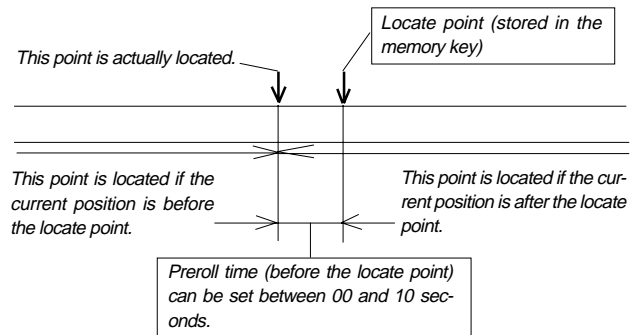 Locate point (stored in the
memory key)
This point is actually located.
This point is located if the
current position is before
the locate point.
This point is located if the cur-
rent position is after the locate
point.
Preroll time (before the locate point)
can be set between 00 and 10 sec-
onds.